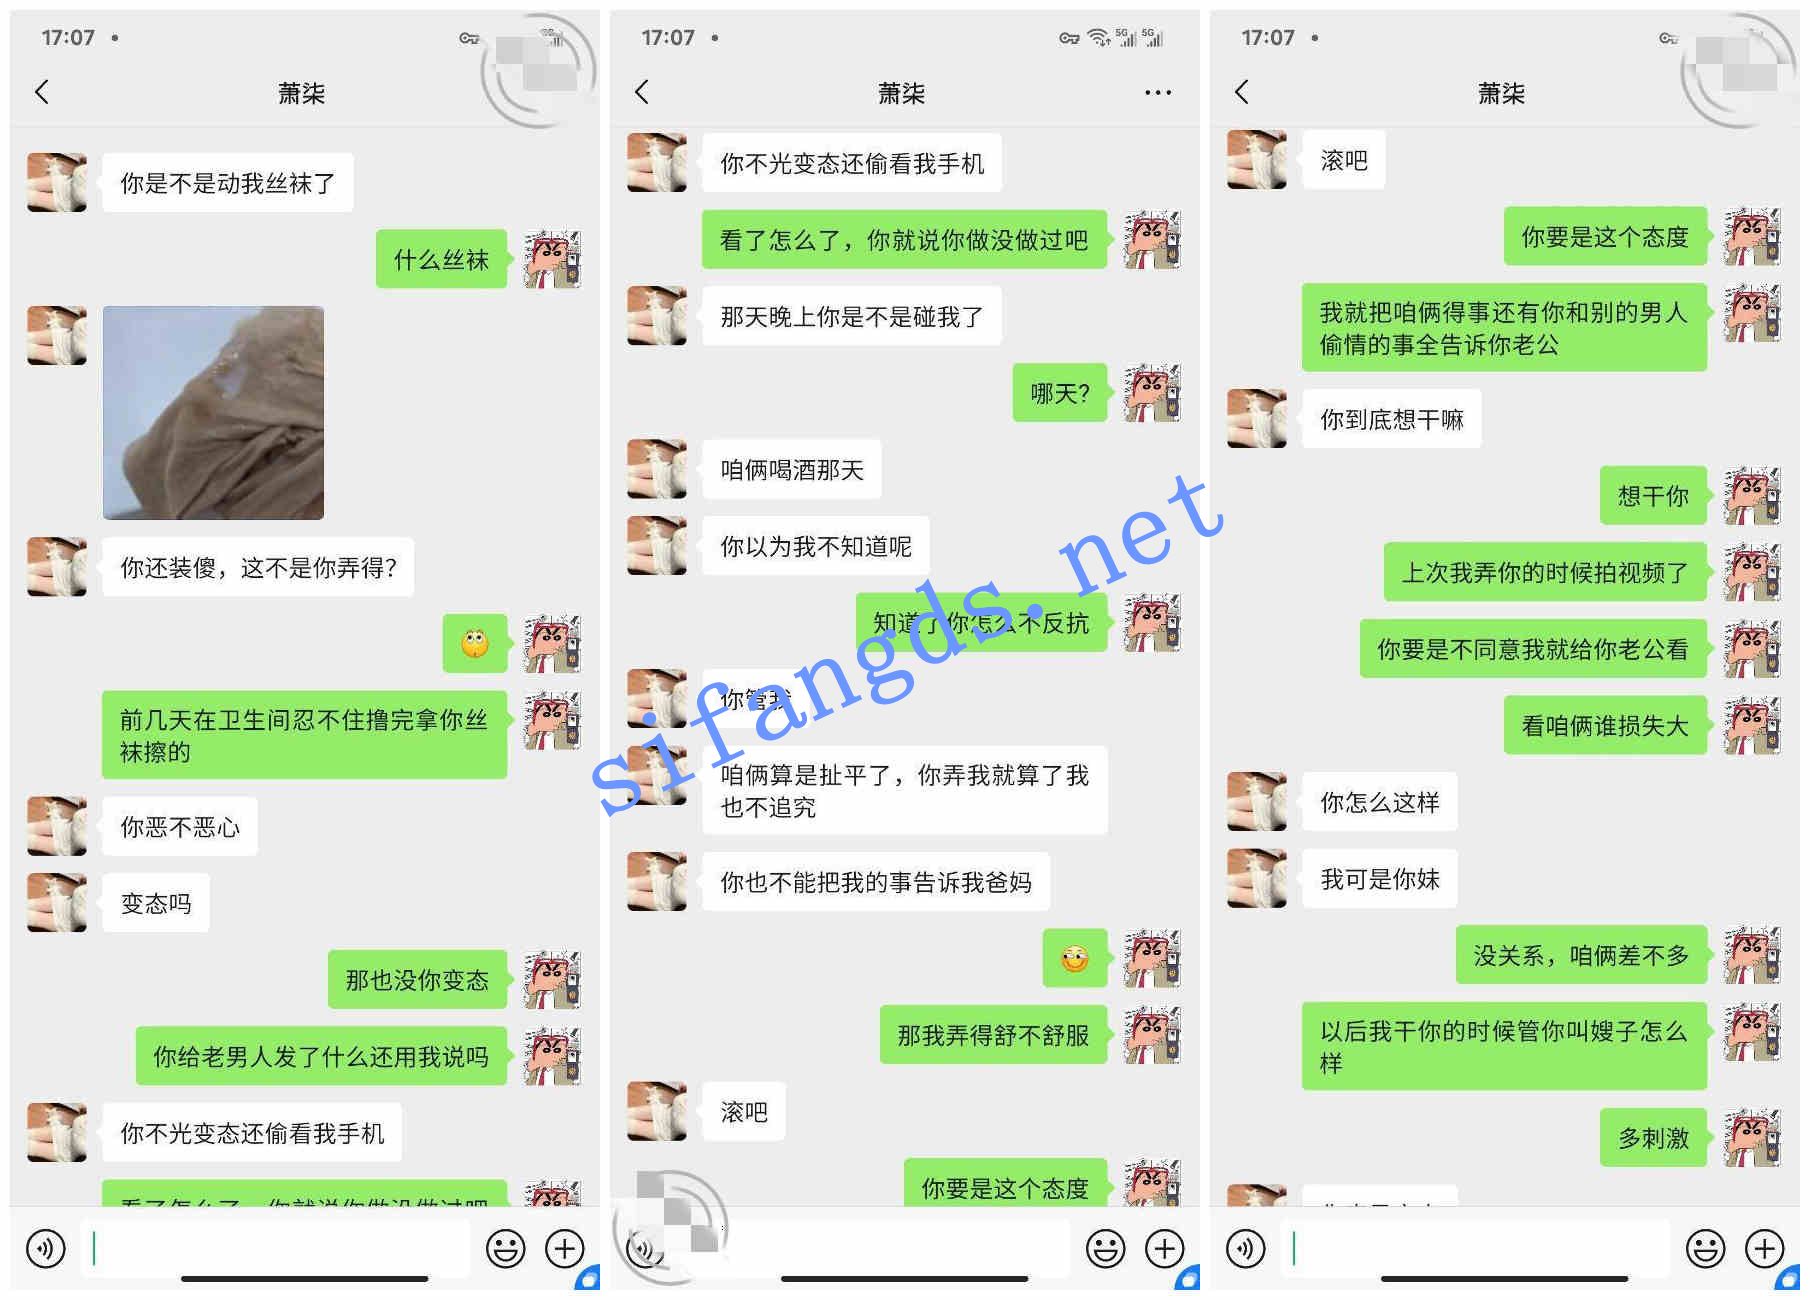 17:07
萧柒
你是不是动我丝袜了
什么丝袜
你还装傻，这不是你弄得？
前几天在卫生间忍不住撸完拿你丝
袜擦的
你恶不恶心
变态吗
那也没你变态
你给老男人发了什么还用我说吗
你不光变态还偷看我手机
看了怎么了，你就说你做没做过吧
17:07
5G
5G
萧柒
你不光变态还偷看我手机
看了怎么了，你就说你做没做过吧
那天晚上你是不是碰我了
哪天？
咱俩喝酒那天
你以为我不知道呢
知道了你怎么不反抗
你管我
咱俩算是扯平了，你弄我就算了我
也不追究
你也不能把我的事告诉我爸妈
那我弄得舒不舒服
滚吧
你要是这个态度
17:07
萧柒
滚吧
你要是这个态度
我就把咱俩得事还有你和别的男人
偷情的事全告诉你老公
你到底想干嘛
想干你
上次我弄你的时候拍视频了
你要是不同意我就给你老公看
看咱俩谁损失大
你怎么这样
我可是你妹
没关系，咱俩差不多
以后我干你的时候管你叫嫂子怎么
样
多刺激
sifangds.net